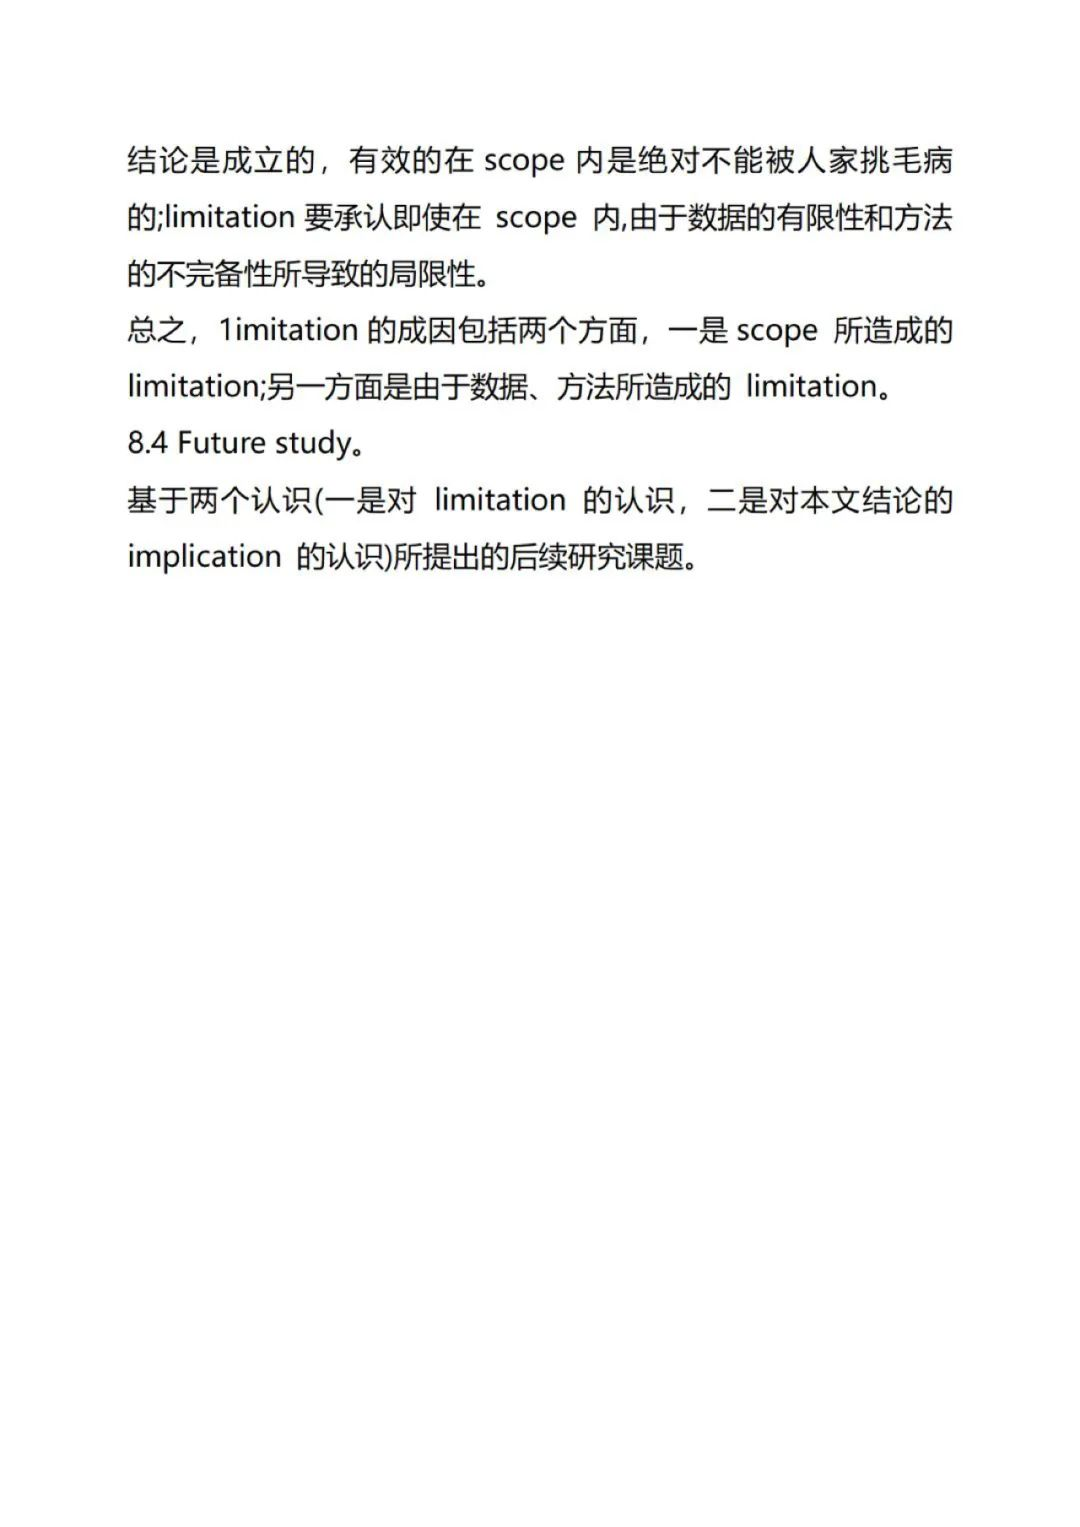 结论是成立的，有效的在 scope 内是绝对不能被人家挑毛病
的;limitation 要承认即使在 scope 内,由于数据的有限性和方法
的不完备性所导致的局限性。
总之，1imitation 的成因包括两个方面，一是 scope 所造成的
limitation;另一方面是由于数据、方法所造成的 limitation。
8.4 Future study。
基于两个认识(一是对 limitation 的认识，二是对本文结论的
implication 的认识)所提出的后续研究课题。